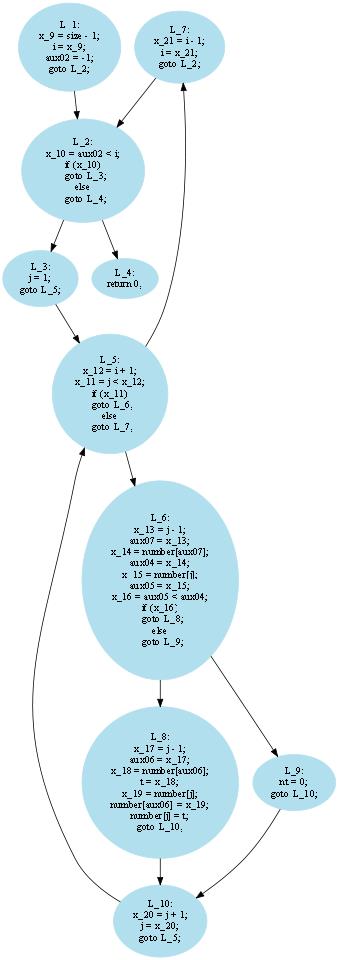 L_1:
x_9 = size - 1;
i = x_9;
aux02 = -1;
goto L_2;
L_7:
x_21 = i - 1;
i = x_21;
goto L_2;
L_2:
x_10 = aux02 < i;
if (x_10)
goto L_3;
else
goto L_4;
L_3:
j = 1;
goto L_5;
L_4:
return 0;
L_5:
x_12 = i + 1;
x_11 = j < x_12;
if (x_11)
goto L_6;
else
goto L_7;
L_6:
x_13 = j - 1;
aux07 = x_13;
x_14 = number[aux07];
aux04 = x_14;
x_15 = number[j];
aux05 = x_15;
x_16 = aux05 < aux04;
if (x_16)
goto L_8;
else
goto L_9;
L_8:
x_17 = j - 1;
aux06 = x_17;
x_18 = number[aux06];
t = x_18;
x_19 = number[j];
number[aux06] = x_19;
number[j] = t;
goto L_10;
L_9:
nt = 0;
goto L_10;
L_10:
x_20 = j + 1;
j = x_20;
goto L_5;